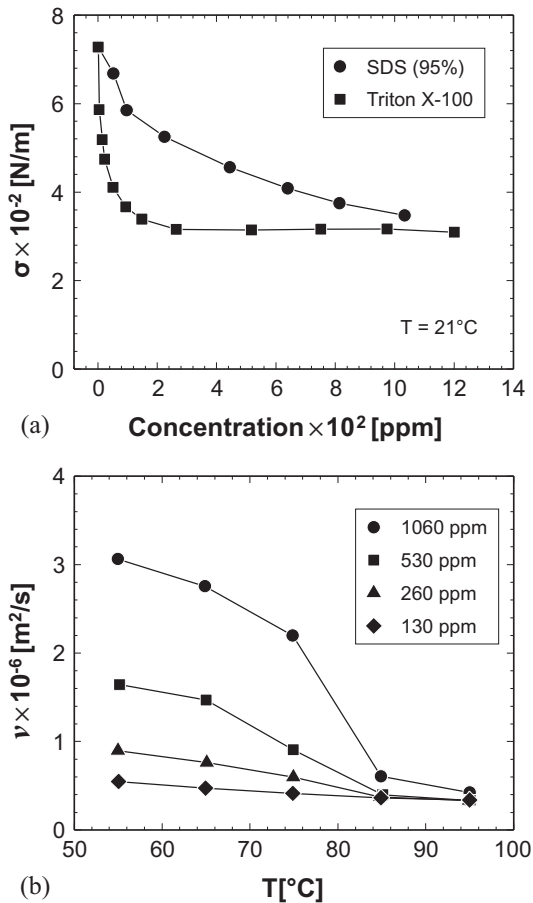 8
6
4
2
0
σ×10⁻² [N/m]
SDS (95%)
Triton X-100
T = 21°C
0 2 4 6 8 10 12 14
(a) Concentration×10² [ppm]
4
3
2
1
0
ν×10⁻⁶ [m²/s]
1060 ppm
530 ppm
260 ppm
130 ppm
50 60 70 80 90 100
(b) T[°C]